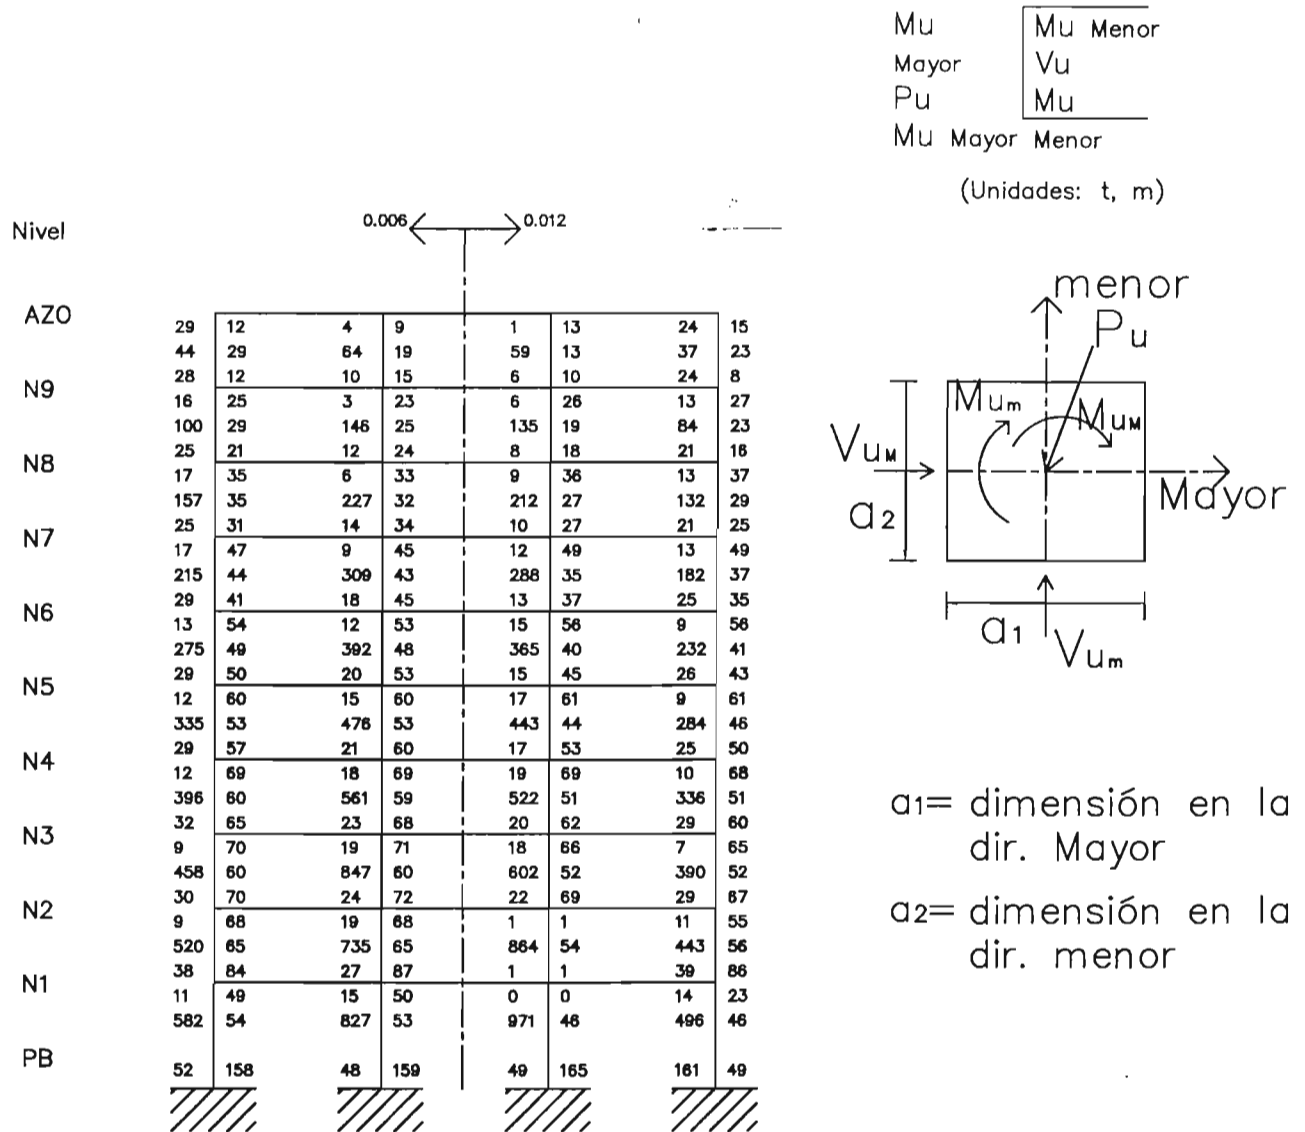 Mu Mu Menor
Mayor Vu
Pu Mu
Mu Mayor Menor
(Unidades: t, m)
Nivel 0.006 0.012
AZO
29 12 4 9 1 13 24 15
44 29 64 19 59 13 37 23
28 12 10 15 6 10 24 8
N9
16 25 3 23 6 26 13 27
100 29 146 25 135 19 84 23
25 21 12 24 8 18 21 16
N8
17 35 6 33 9 36 13 37
157 35 227 32 212 27 132 29
25 31 14 34 10 27 21 25
N7
17 47 9 45 12 49 13 49
215 44 309 43 288 35 182 37
29 41 18 45 13 37 25 35
N6
13 54 12 53 15 56 9 56
275 49 392 48 365 40 232 41
29 50 20 53 15 45 26 43
N5
12 60 15 60 17 61 9 61
335 53 476 53 443 44 284 46
29 57 21 60 17 53 25 50
N4
12 69 18 69 19 69 10 68
396 60 561 59 522 51 336 51
32 65 23 68 20 62 29 60
N3
9 70 19 71 18 66 7 65
458 60 847 60 602 52 390 52
30 70 24 72 22 69 29 67
N2
9 68 19 68 1 1 11 55
520 65 735 65 864 54 443 56
38 84 27 87 1 1 39 86
N1
11 49 15 50 0 0 14 23
582 54 827 53 971 46 496 46
PB
52 158 48 159 49 165 161 49
menor
Pu
Mum MuM
VuM
Mayor
a2
a1
Vum
a1= dimensión en la
dir. Mayor
a2= dimensión en la
dir. menor